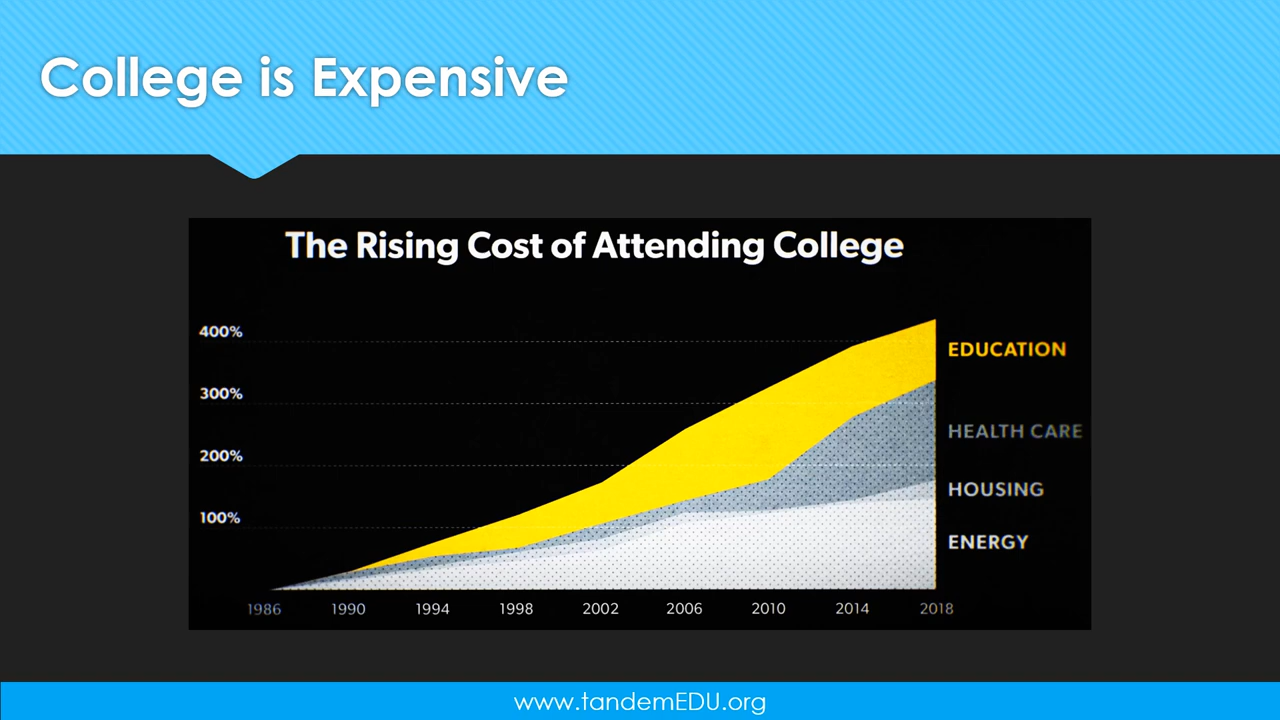 College is Expensive
The Rising Cost of Attending College
400%
300%
200%
100%
EDUCATION
HEALTH CARE
HOUSING
ENERGY
1986 1990 1994 1998 2002 2006 2010 2014 2018
www.tandemEDU.org